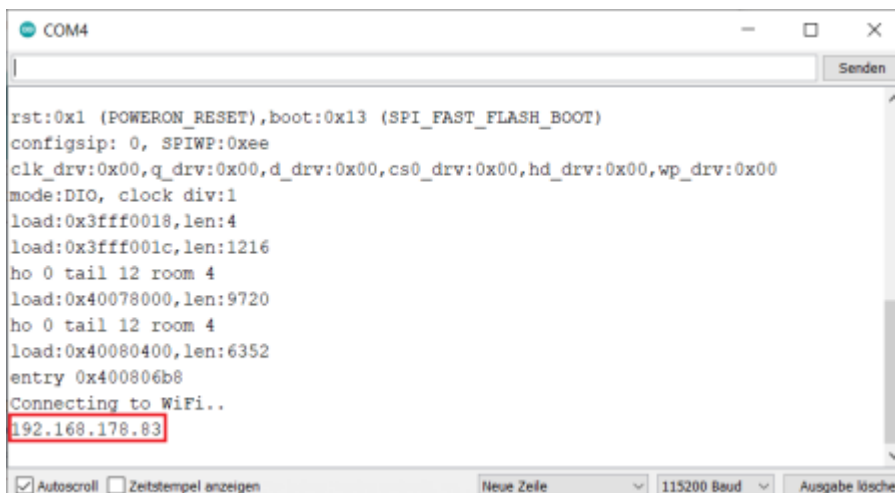 COM4
Senden
rst:0x1 (POWERON_RESET),boot:0x13 (SPI_FAST_FLASH_BOOT)
configsip: 0, SPIWP:0xee
clk_drv:0x00,q_drv:0x00,d_drv:0x00,cs0_drv:0x00,hd_drv:0x00,wp_drv:0x00
mode:DIO, clock div:1
load:0x3fff0018,len:4
load:0x3fff001c,len:1216
ho 0 tail 12 room 4
load:0x40078000,len:9720
ho 0 tail 12 room 4
load:0x40080400,len:6352
entry 0x400806b8
Connecting to WiFi..
192.168.178.83
Autoscroll Zeitstempel anzeigen Neue Zeile 115200 Baud Ausgabe lösche